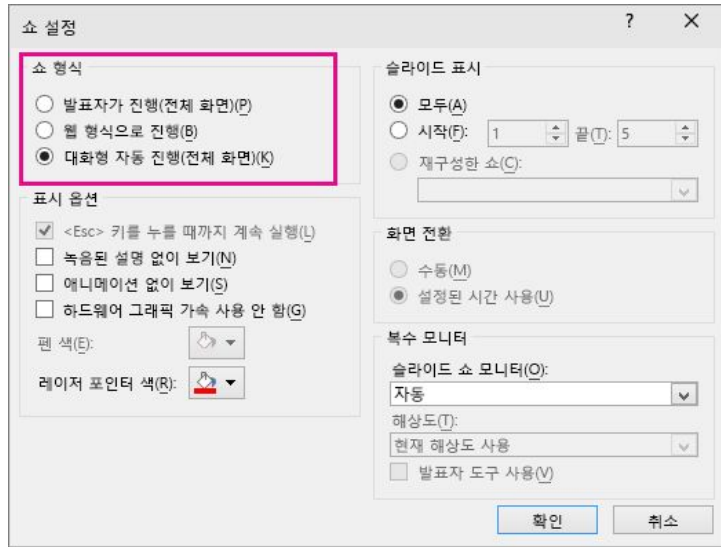 쇼 설정
?
쇼 형식
발표자가 진행(전체 화면)(P)
웹 형식으로 진행(B)
대화형 자동 진행(전체 화면)(K)
표시 옵션
<Esc> 키를 누를 때까지 계속 실행(L)
녹음된 설명 없이 보기(N)
애니메이션 없이 보기(S)
하드웨어 그래픽 가속 사용 안 함(G)
펜 색(E):
레이저 포인터 색(R):
슬라이드 표시
모두(A)
시작(F): 1 끝(T): 5
재구성한 쇼(C):
화면 전환
수동(M)
설정된 시간 사용(U)
복수 모니터
슬라이드 쇼 모니터(O):
자동
해상도(T):
현재 해상도 사용
발표자 도구 사용(V)
확인 취소